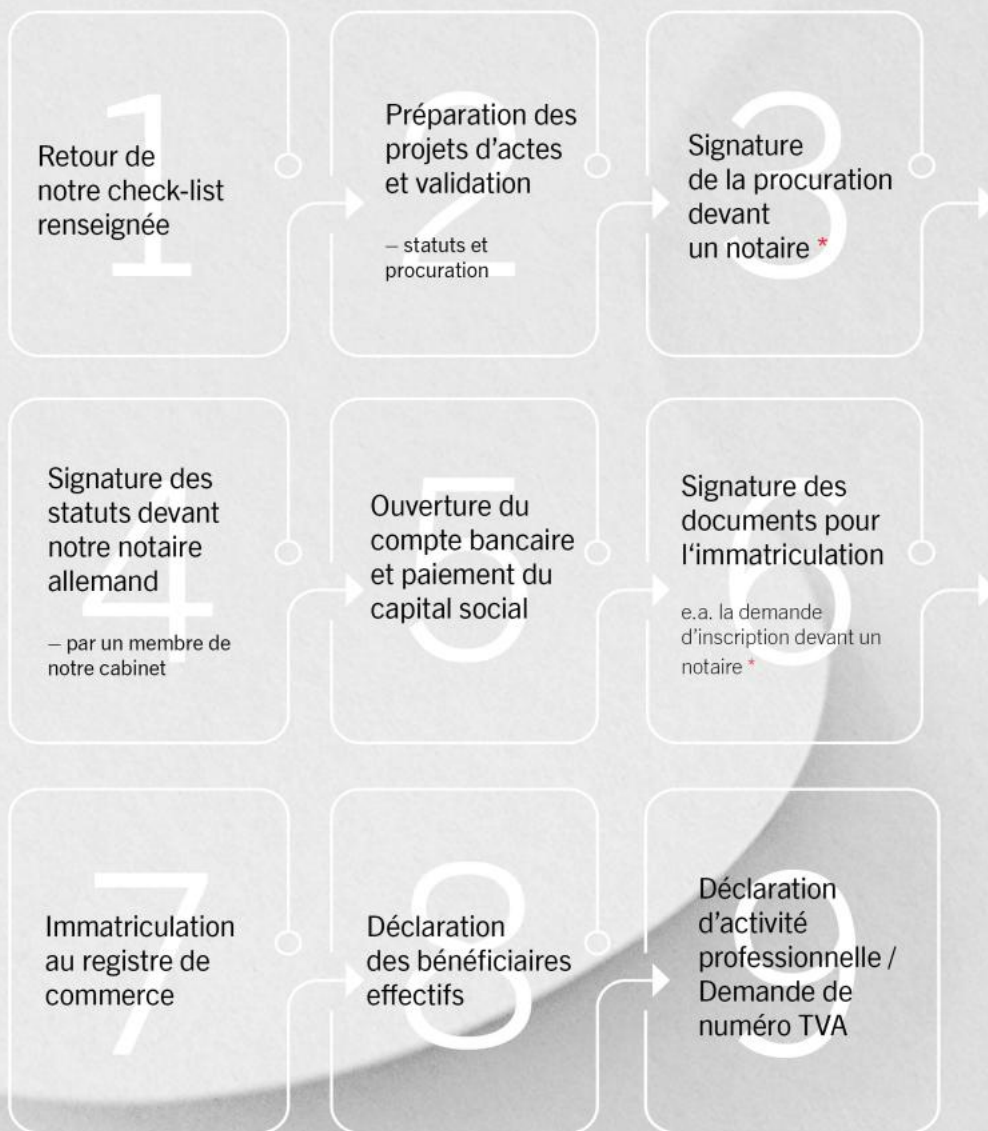 1
Retour de
notre check-list
renseignée
2
Préparation des
projets d’actes
et validation
– statuts et
procuration
3
Signature
de la procuration
devant
un notaire *
4
Signature des
statuts devant
notre notaire
allemand
– par un membre de
notre cabinet
5
Ouverture du
compte bancaire
et paiement du
capital social
6
Signature des
documents pour
l‘immatriculation
e.a. la demande
d’inscription devant un
notaire *
7
Immatriculation
au registre de
commerce
8
Déclaration
des bénéficiaires
effectifs
9
Déclaration
d’activité
professionnelle /
Demande de
numéro TVA